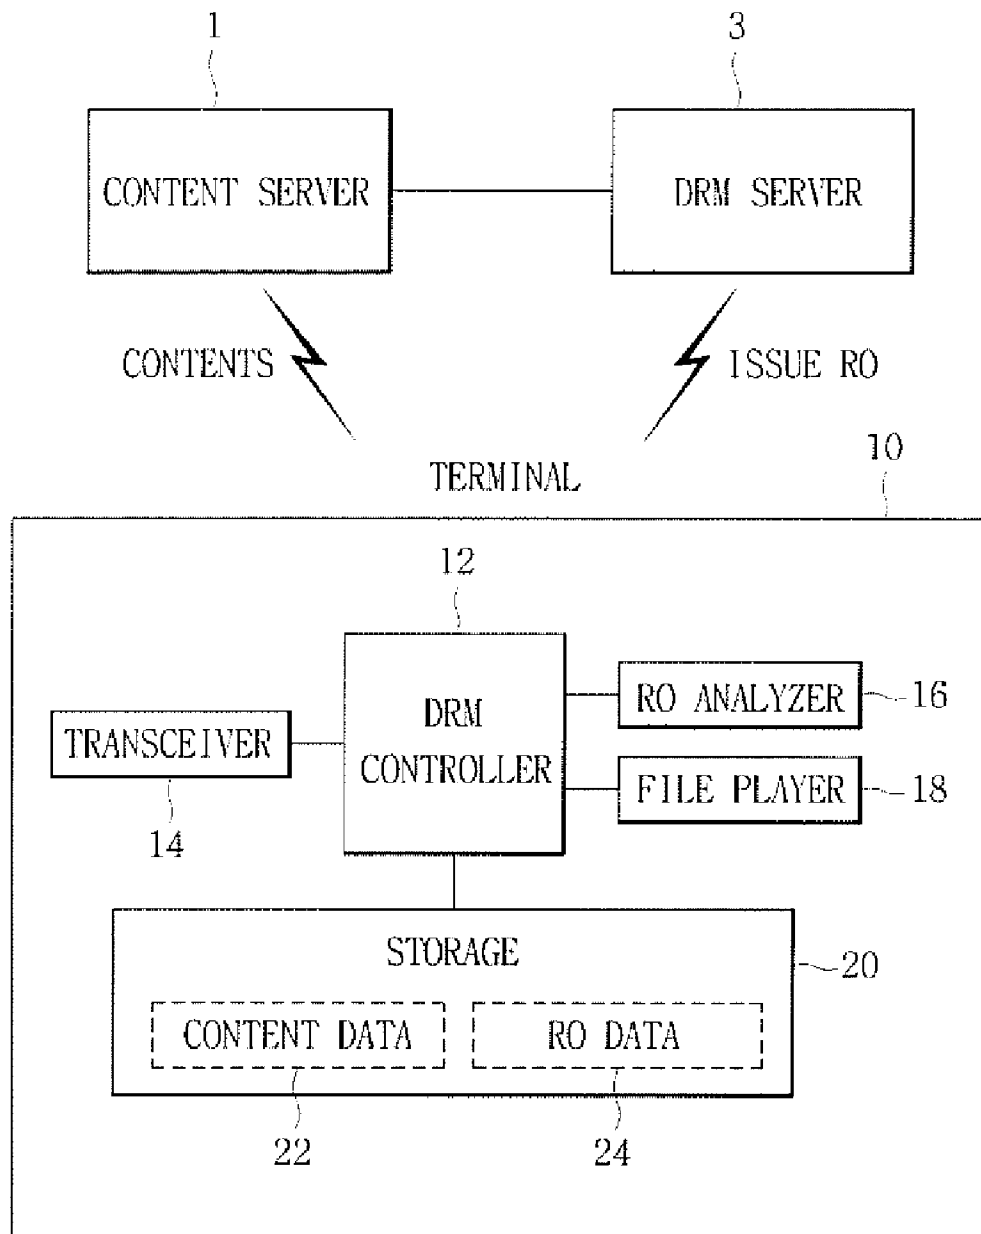 1
3
CONTENT SERVER
DRM SERVER
CONTENTS
ISSUE RO
TERMINAL
10
12
DRM
CONTROLLER
RO ANALYZER
16
TRANSCEIVER
14
FILE PLAYER
18
STORAGE
20
CONTENT DATA
RO DATA
22
24